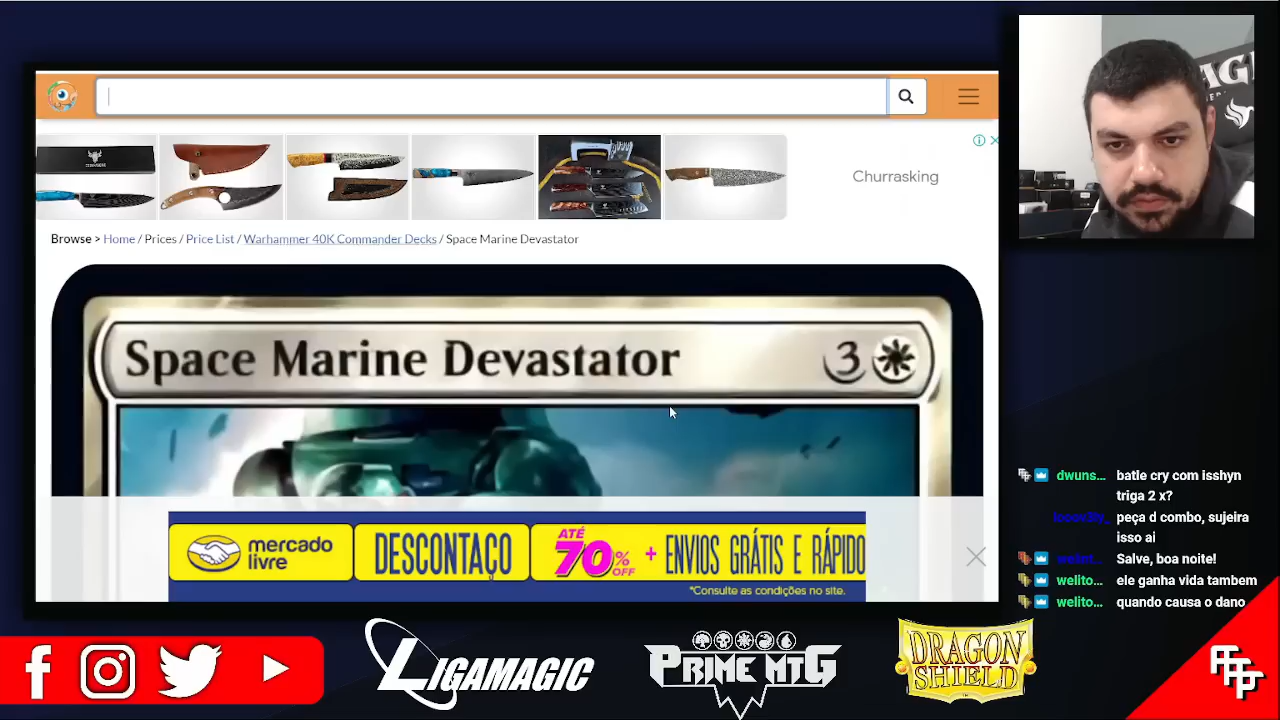 Churrasking
Browse > Home / Prices / Price List / Warhammer 40K Commander Decks / Space Marine Devastator
Space Marine Devastator 3
mercado livre
DESCONTAÇO
ATÉ 70% OFF + ENVIOS GRÁTIS E RÁPIDO
*Consulte as condições no site.
AG
dwuns... batle cry com isshyn
triga 2 x?
peça d combo, sujeira
isso ai
Salve, boa noite!
welito... ele ganha vida tambem
welito... quando causa o dano
LIGAMAGIC
PRIME MTG
DRAGON
SHIELD